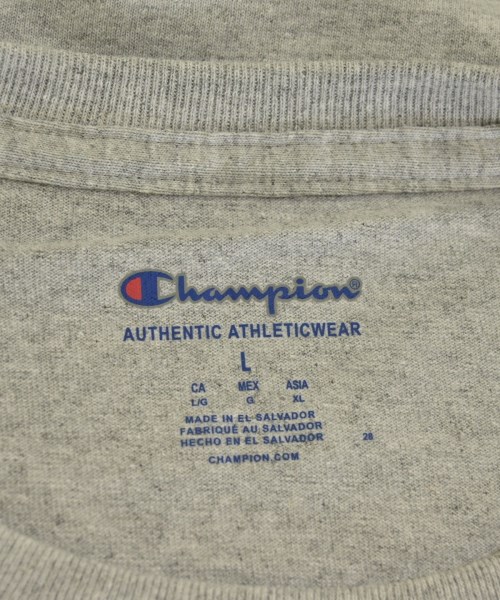 Champion®
AUTHENTIC ATHLETICWEAR
L
CA MEX ASIA
L/G G XL
MADE IN EL SALVADOR
FABRIQUÉ AU SALVADOR
HECHO EN EL SALVADOR 28
CHAMPION.COM